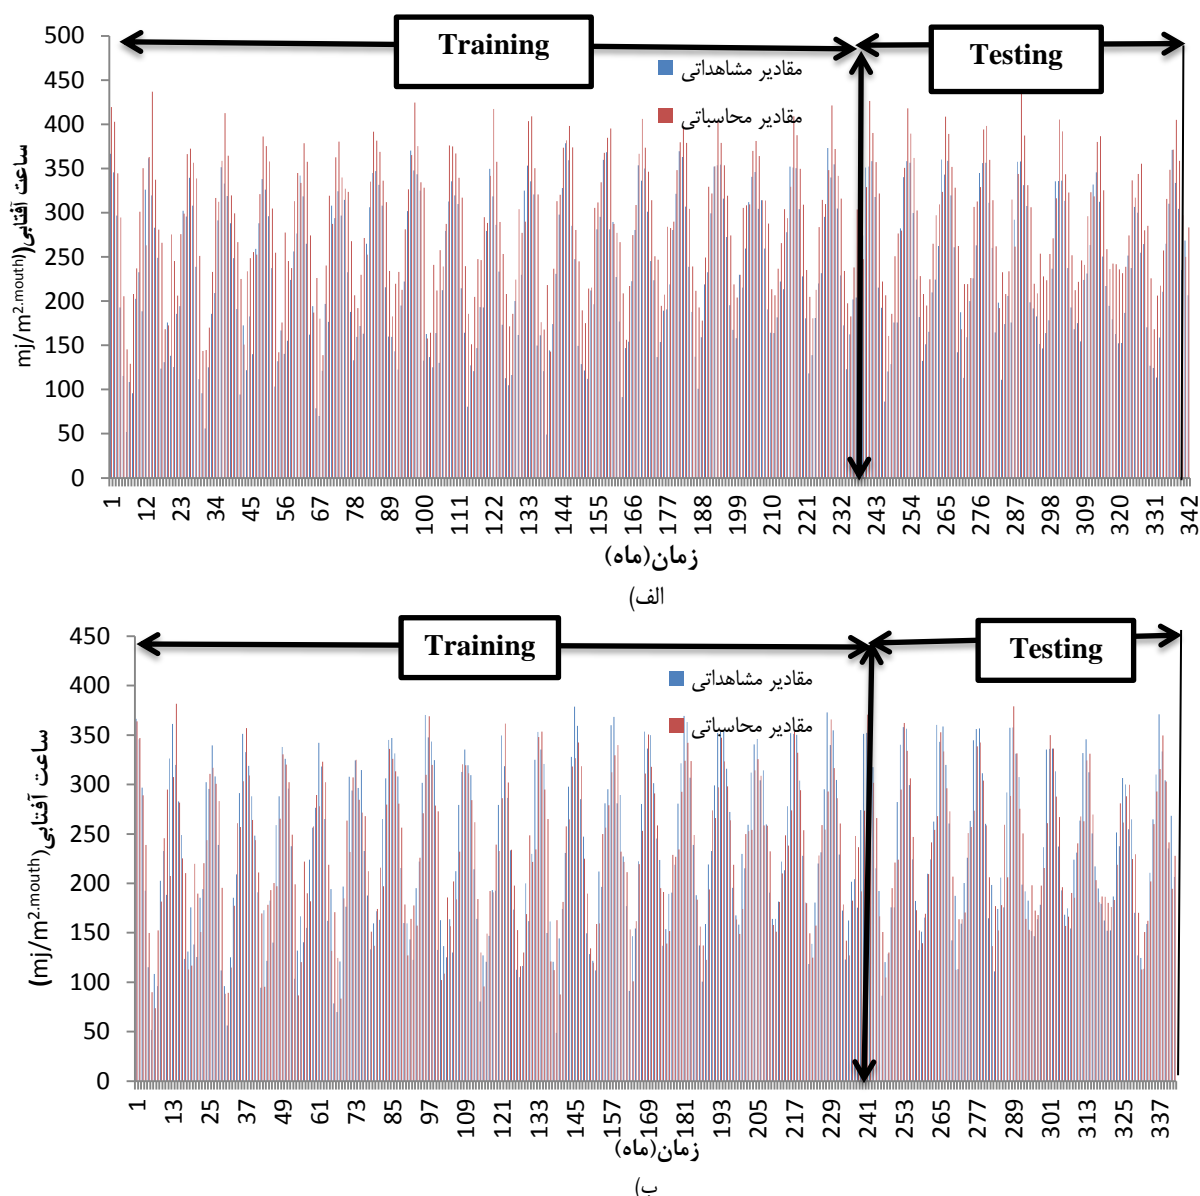 Training
Testing
مقادیر مشاهداتی
مقادیر محاسباتی
500
450
400
350
300
250
200
150
100
50
0
ساعت آفتابی(mj/m2.mouth)
1 12 23 34 45 56 67 78 89 100 111 122 133 144 155 166 177 188 199 210 221 232 243 254 265 276 287 298 309 320 331 342
زمان(ماه)
الف)
Training
Testing
مقادیر مشاهداتی
مقادیر محاسباتی
450
400
350
300
250
200
150
100
50
0
ساعت آفتابی(mj/m2.mouth)
1 13 25 37 49 61 73 85 97 109 121 133 145 157 169 181 193 205 217 229 241 253 265 277 289 301 313 325 337
زمان(ماه)
ب)